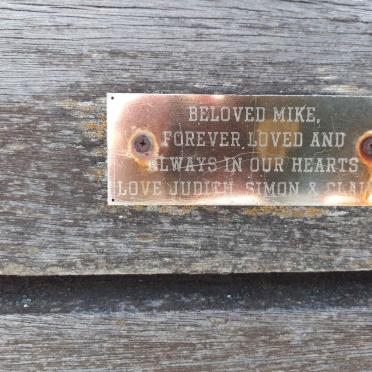 BELOVED MIKE,
FOREVER LOVED AND
ALWAYS IN OUR HEARTS
LOVE JUDITH, SIMON &